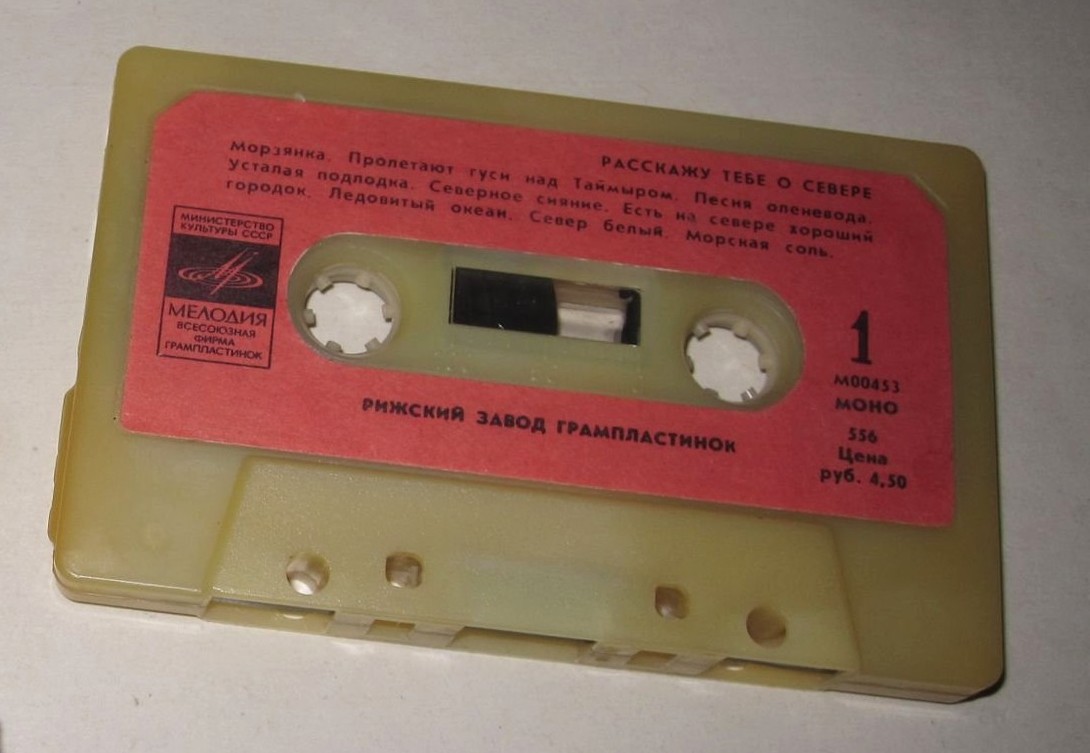 РАССКАЖУ ТЕБЕ О СЕВЕРЕ
Морзянка. Пролетают гуси над Таймыром. Песня оленевода.
Усталая подлодка. Северное сияние. Есть на севере хороший
городок. Ледовитый океан. Север белый. Морская соль.
МИНИСТЕРСТВО
КУЛЬТУРЫ СССР
МЕЛОДИЯ
ВСЕСОЮЗНАЯ
ФИРМА
ГРАМПЛАСТИНОК
1
М00453
МОНО
556
Цена
руб. 4,50
РИЖСКИЙ ЗАВОД ГРАМПЛАСТИНОК